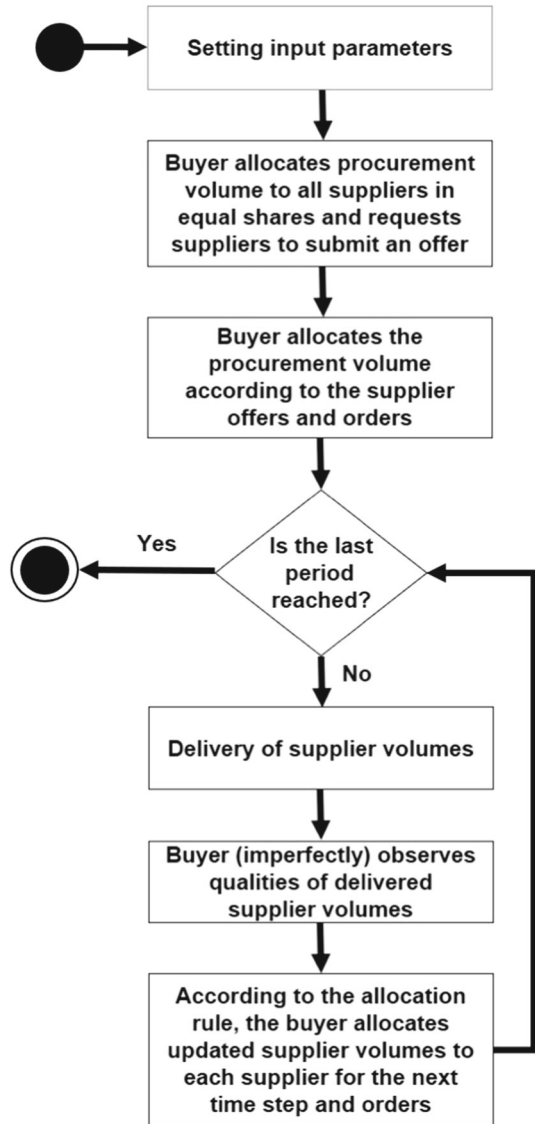 Setting input parameters
Buyer allocates procurement
volume to all suppliers in
equal shares and requests
suppliers to submit an offer
Buyer allocates the
procurement volume
according to the supplier
offers and orders
Yes
Is the last
period
reached?
No
Delivery of supplier volumes
Buyer (imperfectly) observes
qualities of delivered
supplier volumes
According to the allocation
rule, the buyer allocates
updated supplier volumes to
each supplier for the next
time step and orders